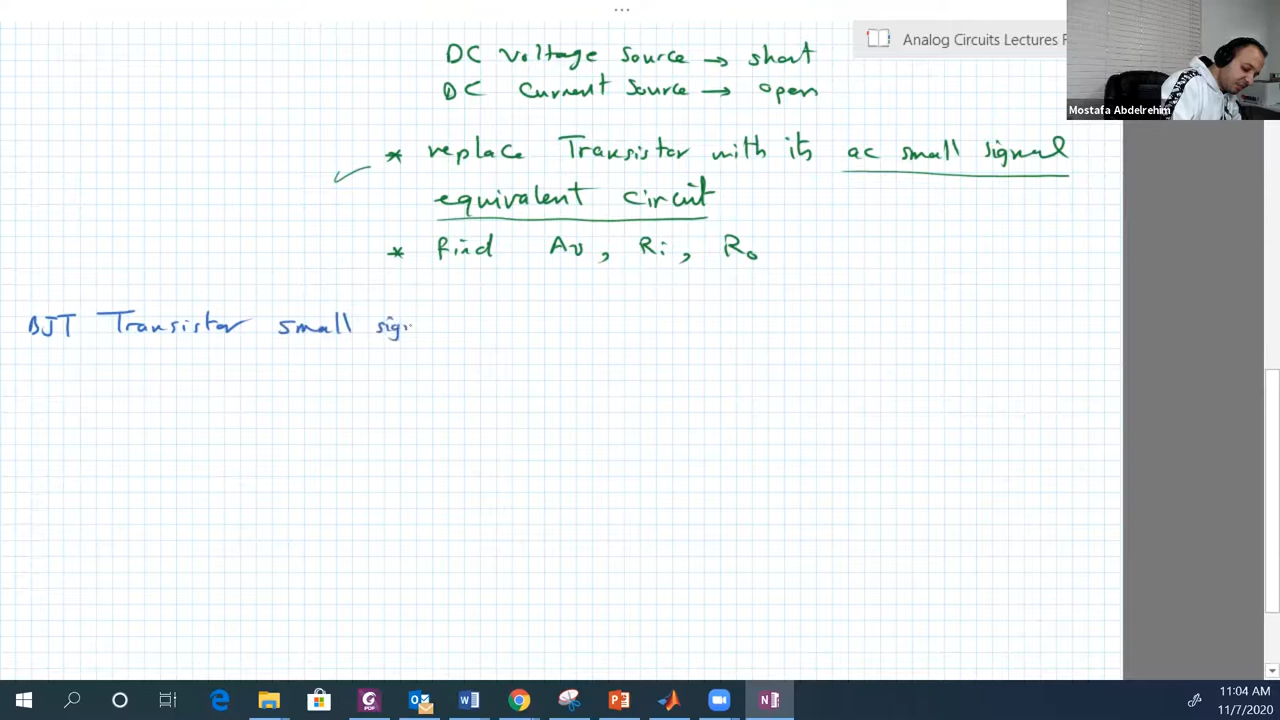 ...
DC Voltage Source → short
DC Current Source → open
Analog Circuits Lectures F
Mostafa Abdelrehim
* replace Transistor with its ac small signal
equivalent circuit
* find Av, Ri, Ro
BJT Transistor small sig
11:04 AM
11/7/2020